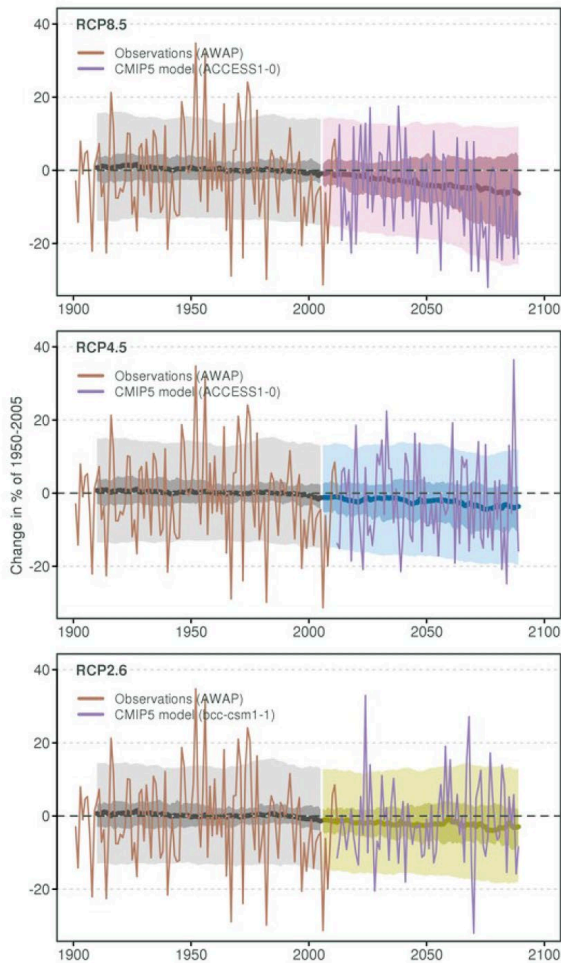 RCP8.5
Observations (AWAP)
CMIP5 model (ACCESS1-0)
40
20
0
-20
1900 1950 2000 2050 2100
RCP4.5
Observations (AWAP)
CMIP5 model (ACCESS1-0)
40
20
0
-20
Change in % of 1950-2005
1900 1950 2000 2050 2100
RCP2.6
Observations (AWAP)
CMIP5 model (bcc-csm1-1)
40
20
0
-20
1900 1950 2000 2050 2100